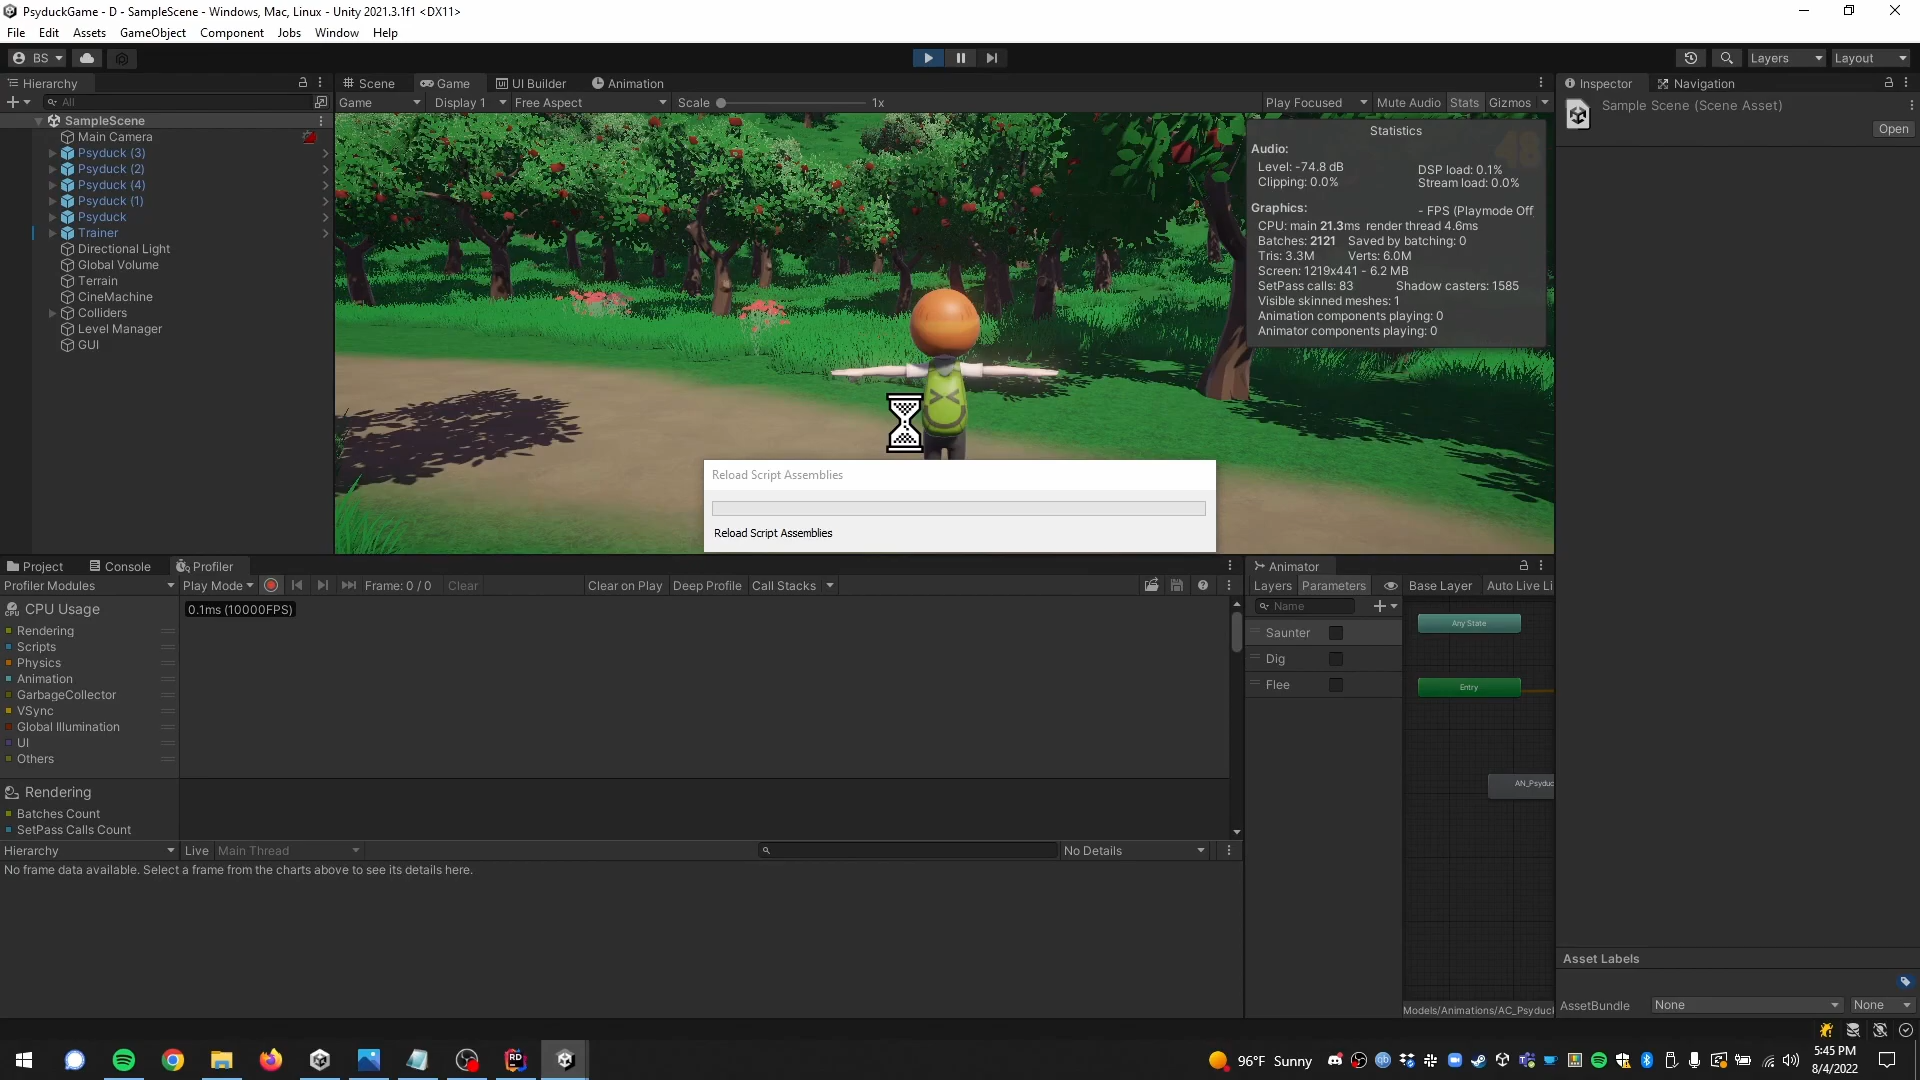 PsyduckGame - D - SampleScene - Windows, Mac, Linux - Unity 2021.3.1f1 <DX11>
File Edit Assets GameObject Component Jobs Window Help
BS Layers Layout
Hierarchy
All
SampleScene
Main Camera
Psyduck (3)
Psyduck (2)
Psyduck (4)
Psyduck (1)
Psyduck
Trainer
Directional Light
Global Volume
Terrain
CineMachine
Colliders
Level Manager
GUI
Scene Game UI Builder Animation
Game Display 1 Free Aspect Scale 1x Play Focused Mute Audio Stats Gizmos
48
Statistics
Audio:
Level: -74.8 dB DSP load: 0.1%
Clipping: 0.0% Stream load: 0.0%
Graphics: - FPS (Playmode Off
CPU: main 21.3ms render thread 4.6ms
Batches: 2121 Saved by batching: 0
Tris: 3.3M Verts: 6.0M
Screen: 1219x441 - 6.2 MB
SetPass calls: 83 Shadow casters: 1585
Visible skinned meshes: 1
Animation components playing: 0
Animator components playing: 0
Reload Script Assemblies
Reload Script Assemblies
Inspector Navigation
Sample Scene (Scene Asset)
Open
Project Console Profiler
Profiler Modules Play Mode Frame: 0 / 0 Clear Clear on Play Deep Profile Call Stacks
CPU Usage
0.1ms (10000FPS)
Rendering
Scripts
Physics
Animation
GarbageCollector
VSync
Global Illumination
UI
Others
Rendering
Batches Count
SetPass Calls Count
Hierarchy Live Main Thread No Details
No frame data available. Select a frame from the charts above to see its details here.
Animator
Layers Parameters Base Layer Auto Live Li
Name
Saunter
Dig
Flee
Any State
Entry
AN_Psyduc
Models/Animations/AC_Psyduck
Asset Labels
AssetBundle None None
96°F Sunny
5:45 PM
8/4/2022